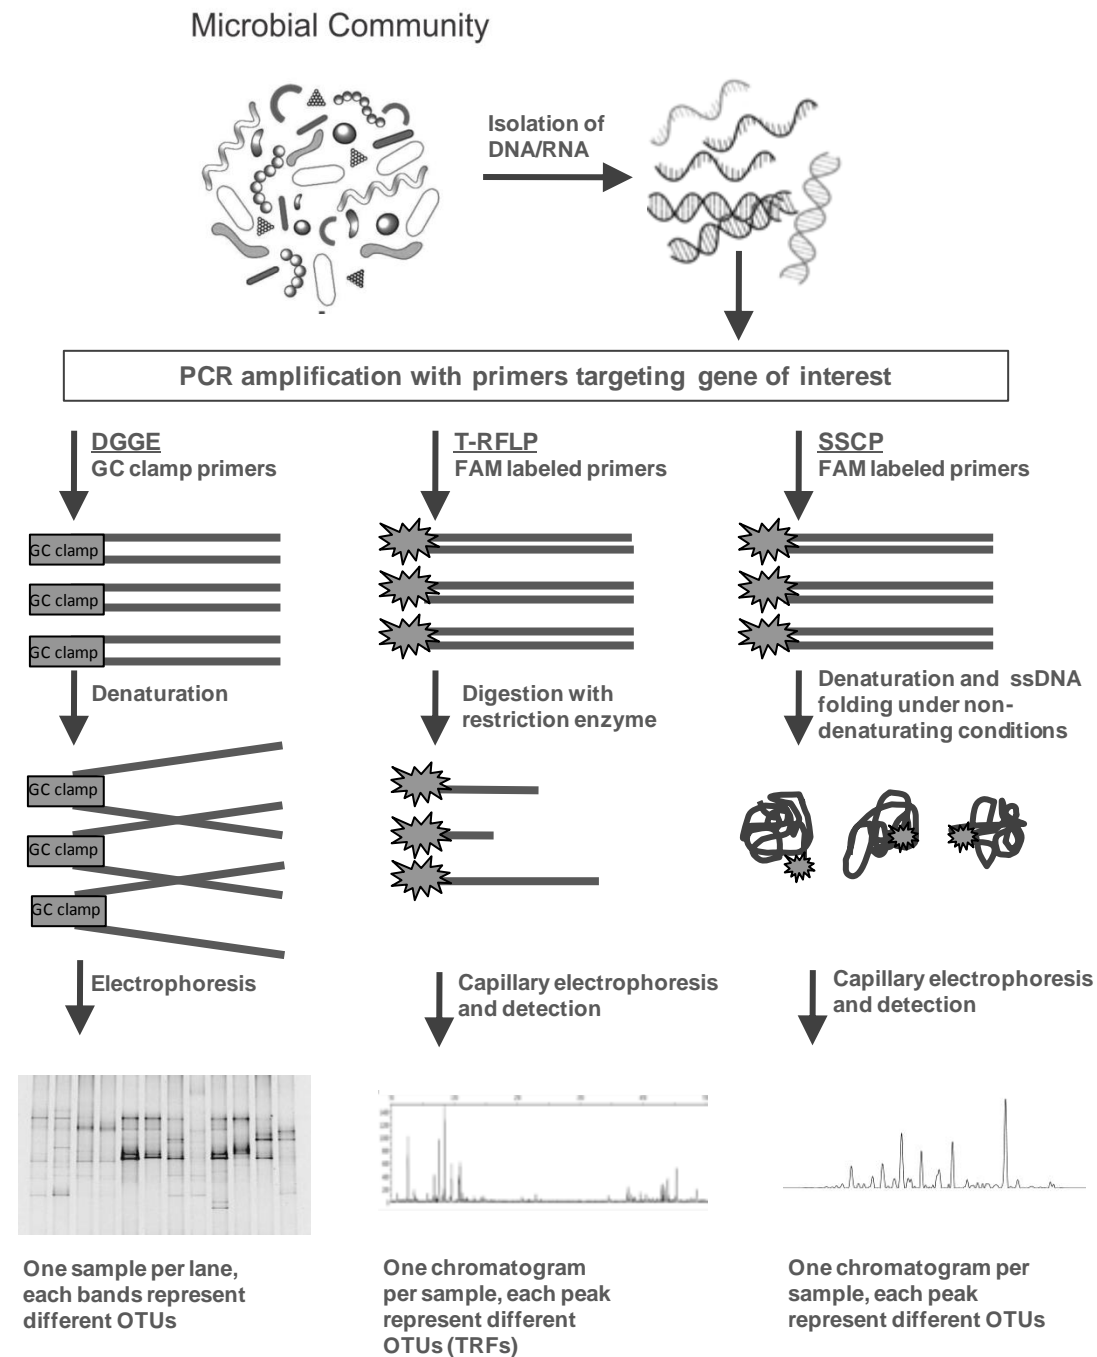 Microbial Community
Isolation of
DNA/RNA
PCR amplification with primers targeting gene of interest
DGGE
GC clamp primers
GC clamp
GC clamp
GC clamp
Denaturation
GC clamp
GC clamp
GC clamp
Electrophoresis
One sample per lane,
each bands represent
different OTUs
T-RFLP
FAM labeled primers
Digestion with
restriction enzyme
Capillary electrophoresis
and detection
One chromatogram
per sample, each peak
represent different
OTUs (TRFs)
SSCP
FAM labeled primers
Denaturation and ssDNA
folding under non-
denaturating conditions
Capillary electrophoresis
and detection
One chromatogram per
sample, each peak
represent different OTUs